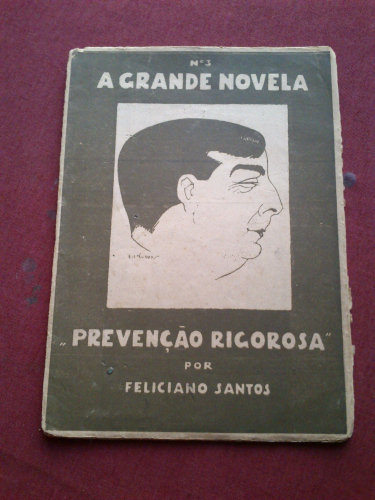 Nº 3
A GRANDE NOVELA
„PREVENÇÃO RIGOROSA"
POR
FELICIANO SANTOS